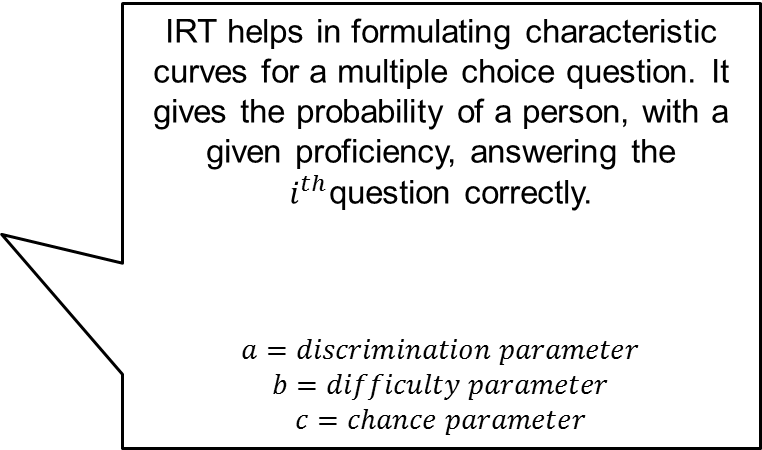 IRT helps in formulating characteristic
curves for a multiple choice question. It
gives the probability of a person, with a
given proficiency, answering the
i^{th} question correctly.
a = discrimination parameter
b = difficulty parameter
c = chance parameter